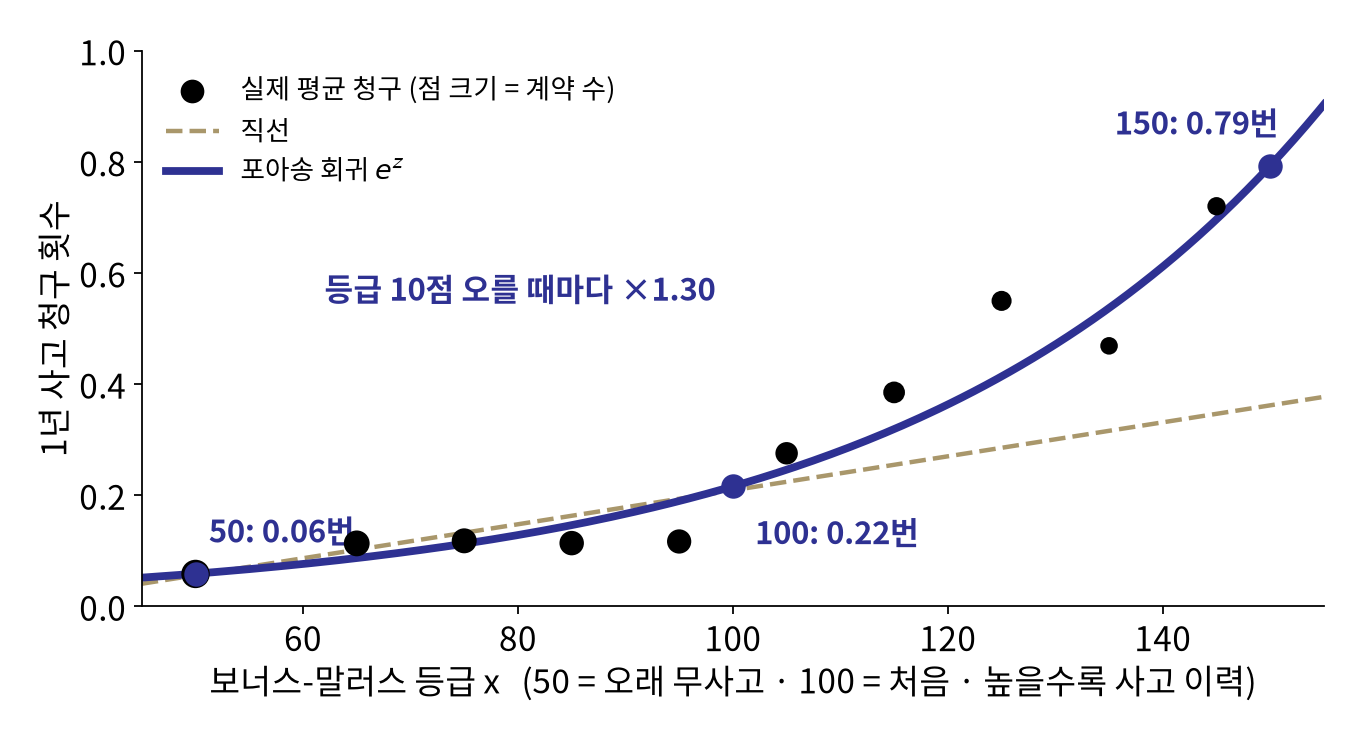 1.0
0.8
0.6
0.4
0.2
0.0
1년 사고 청구 횟수
실제 평균 청구 (점 크기 = 계약 수)
직선
포아송 회귀 e^z
150: 0.79번
등급 10점 오를 때마다 ×1.30
50: 0.06번
100: 0.22번
60 80 100 120 140
보너스-말러스 등급 x (50 = 오래 무사고 · 100 = 처음 · 높을수록 사고 이력)